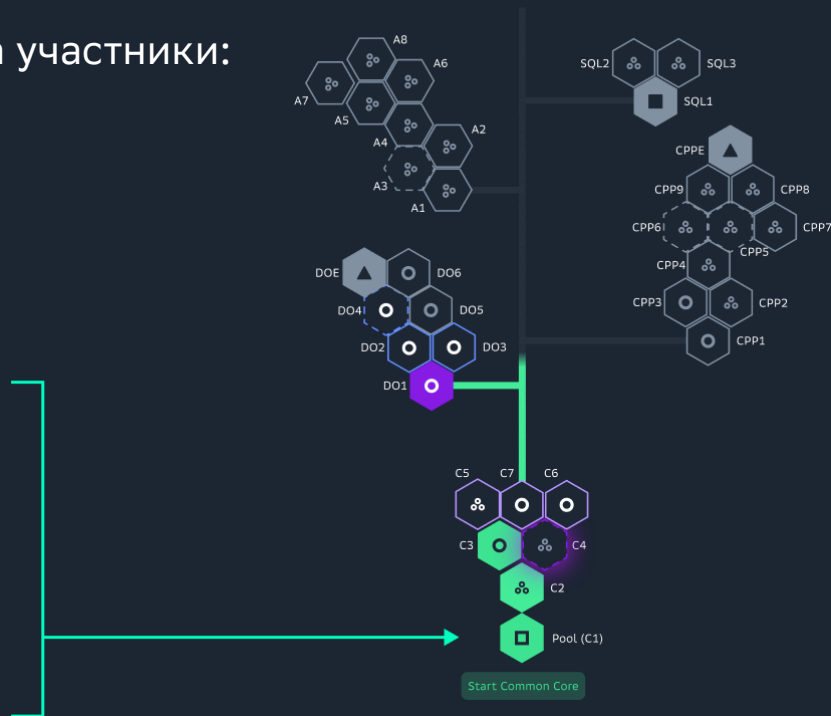 а участники:
A8
A6
A7
A5
A2
A4
A3
A1
SQL2
SQL3
SQL1
CPPE
CPP9
CPP8
CPP6
CPP7
CPP5
CPP4
CPP3
CPP2
CPP1
DOE
DO6
DO4
DO5
DO2
DO3
DO1
C5
C7
C6
C3
C4
C2
Pool (C1)
Start Common Core